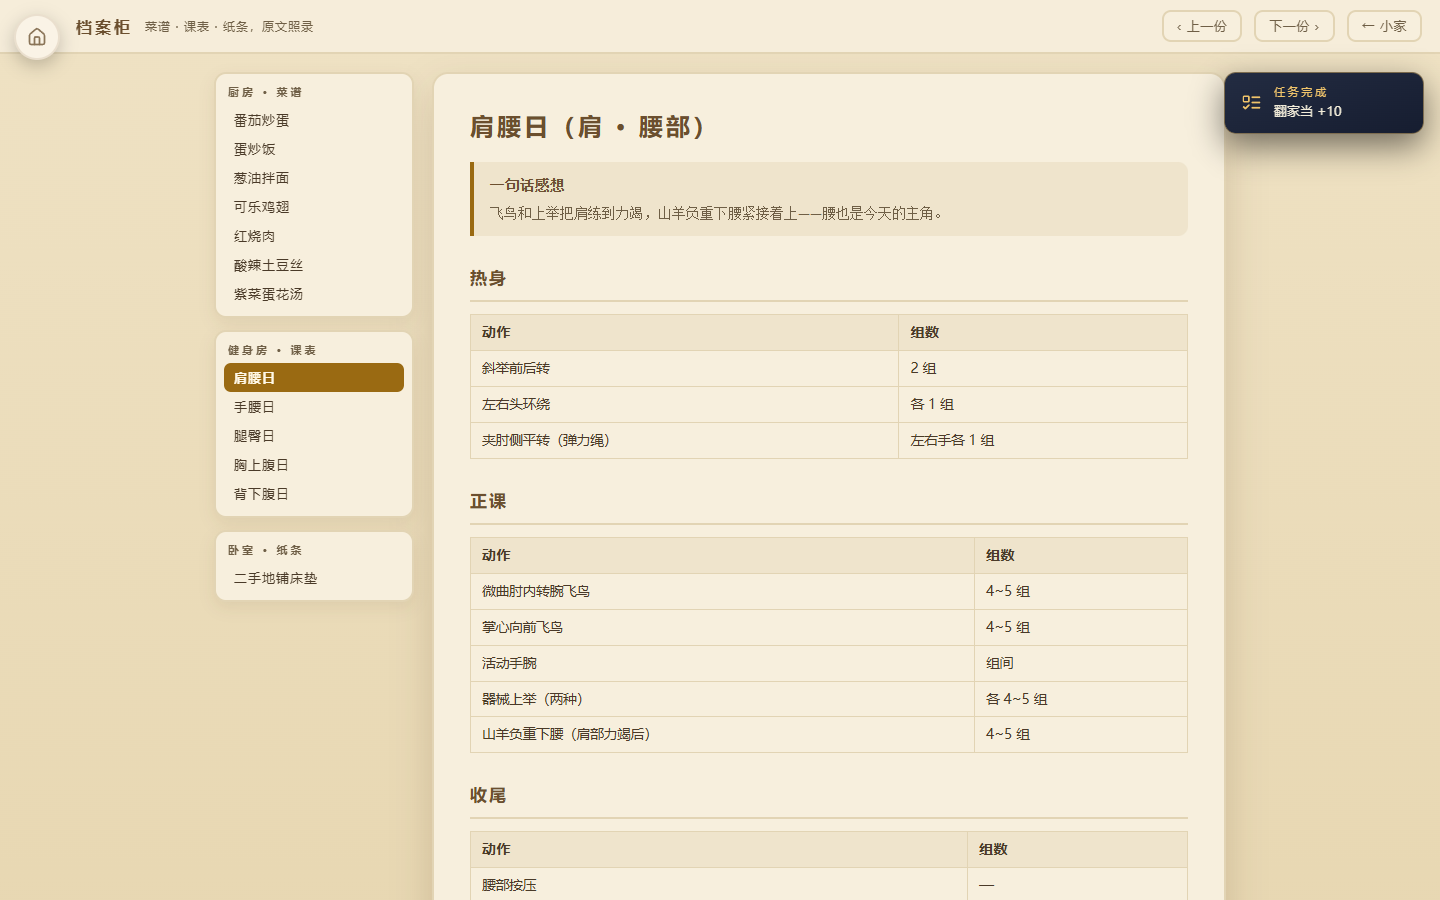 档案柜 菜谱 · 课表 · 纸条，原文照录 ‹ 上一份 下一份 › ← 小家
厨房 • 菜谱
番茄炒蛋
蛋炒饭
葱油拌面
可乐鸡翅
红烧肉
酸辣土豆丝
紫菜蛋花汤
健身房 • 课表
肩腰日
手腰日
腿臀日
胸上腹日
背下腹日
卧室 • 纸条
二手地铺床垫
肩腰日（肩 • 腰部）
一句话感想
飞鸟和上举把肩练到力竭，山羊负重下腰紧接着上——腰也是今天的主角。
热身
动作 组数
斜举前后转 2 组
左右头环绕 各 1 组
夹肘侧平转（弹力绳） 左右手各 1 组
正课
动作 组数
微曲肘内转腕飞鸟 4~5 组
掌心向前飞鸟 4~5 组
活动手腕 组间
器械上举（两种） 各 4~5 组
山羊负重下腰（肩部力竭后） 4~5 组
收尾
动作 组数
腰部按压 —
任务完成
翻家当 +10